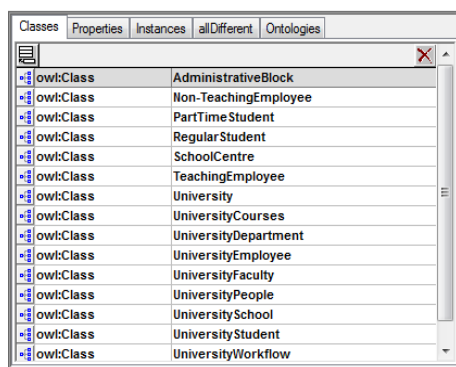 Classes Properties Instances allDifferent Ontologies
owl:Class AdministrativeBlock
owl:Class Non-TeachingEmployee
owl:Class PartTimeStudent
owl:Class RegularStudent
owl:Class SchoolCentre
owl:Class TeachingEmployee
owl:Class University
owl:Class UniversityCourses
owl:Class UniversityDepartment
owl:Class UniversityEmployee
owl:Class UniversityFaculty
owl:Class UniversityPeople
owl:Class UniversitySchool
owl:Class UniversityStudent
owl:Class UniversityWorkflow